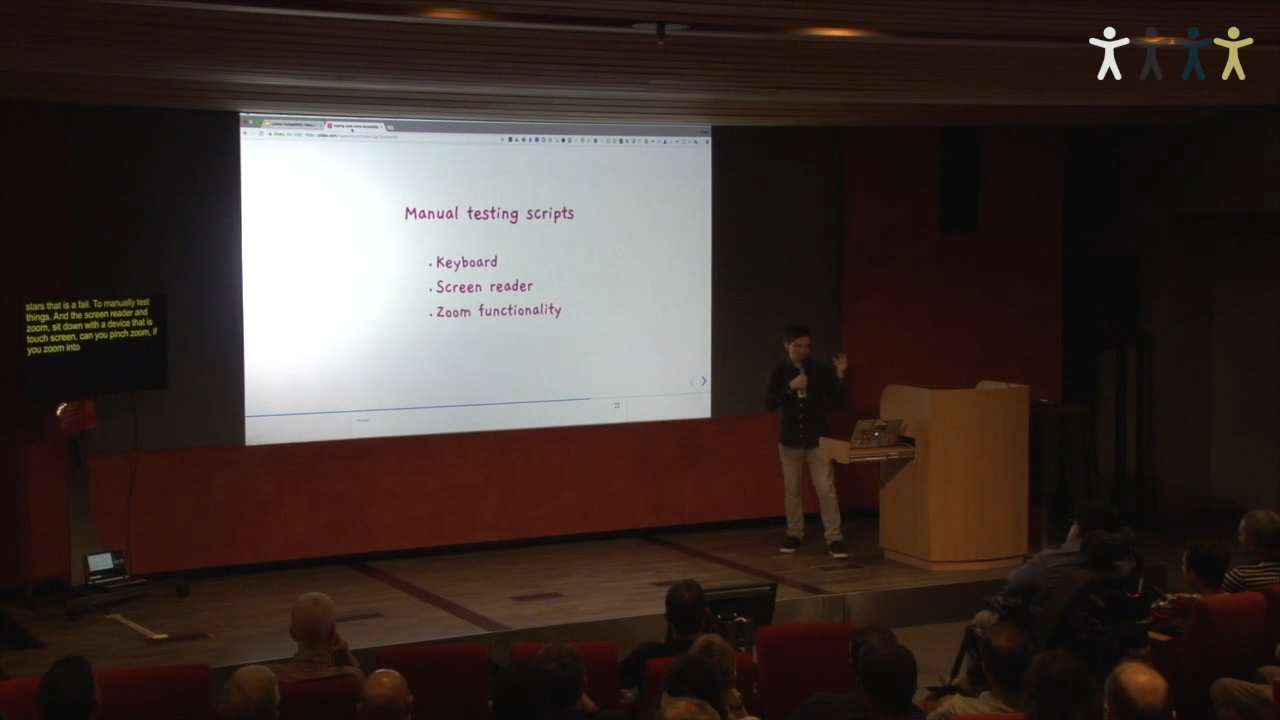 Manual testing scripts
. Keyboard
. Screen reader
. Zoom functionality
stars that is a fail. To manually test
things. And the screen reader and
zoom, sit down with a device that is
touch screen, can you pinch zoom, if
you zoom into